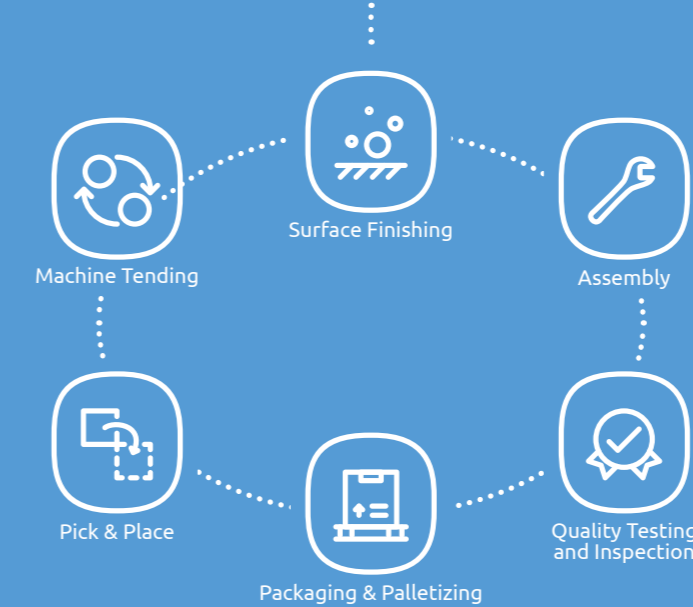 Surface Finishing
Machine Tending
Assembly
Pick & Place
Quality Testing
and Inspection
Packaging & Palletizing